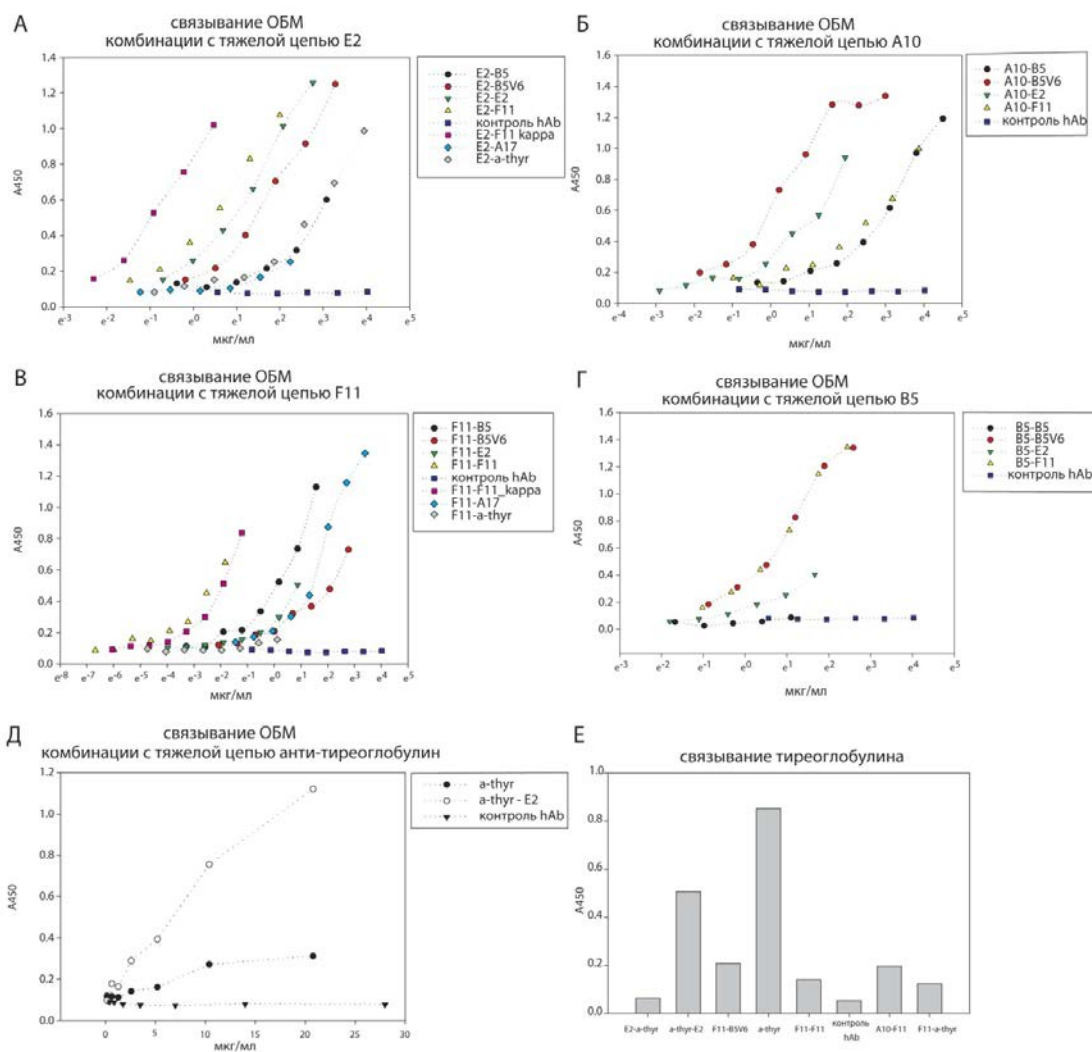 А
связывание ОБМ
комбинации с тяжелой цепью E2
1.4
1.2
1.0
0.8
0.6
0.4
0.2
0.0
A450
e-3
e-2
e-1
e0
e1
e2
e3
e4
e5
мкг/мл
E2-B5
E2-B5V6
E2-E2
E2-F11
контроль hAb
E2-F11 kappa
E2-A17
E2-a-thyr
Б
связывание ОБМ
комбинации с тяжелой цепью A10
1.6
1.4
1.2
1.0
0.8
0.6
0.4
0.2
0.0
A450
e-4
e-3
e-2
e-1
e0
e1
e2
e3
e4
e5
мкг/мл
A10-B5
A10-B5V6
A10-E2
A10-F11
контроль hAb
В
связывание ОБМ
комбинации с тяжелой цепью F11
1.6
1.4
1.2
1.0
0.8
0.6
0.4
0.2
0.0
A450
e-8
e-7
e-6
e-5
e-4
e-3
e-2
e-1
e0
e1
e2
e3
e4
e5
мкг/мл
F11-B5
F11-B5V6
F11-E2
F11-F11
контроль hAb
F11-F11_kappa
F11-A17
F11-a-thyr
Г
связывание ОБМ
комбинации с тяжелой цепью B5
1.6
1.4
1.2
1.0
0.8
0.6
0.4
0.2
0.0
A450
e-3
e-2
e-1
e0
e1
e2
e3
e4
e5
мкг/мл
B5-B5
B5-B5V6
B5-E2
B5-F11
контроль hAb
Д
связывание ОБМ
комбинации с тяжелой цепью анти-тиреоглобулин
1.2
1.0
0.8
0.6
0.4
0.2
0.0
A450
0
5
10
15
20
25
30
мкг/мл
a-thyr
a-thyr - E2
контроль hAb
Е
связывание тиреоглобулина
1.0
0.8
0.6
0.4
0.2
0.0
A450
E2-a-thyr
a-thyr-E2
F11-B5V6
a-thyr
F11-F11
контроль
hAb
A10-F11
F11-a-thyr